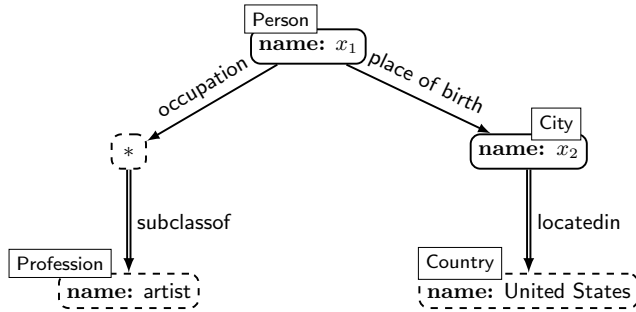 Person
name: x₁
occupation
place of birth
City
*
name: x₂
subclassof
locatedin
Profession
Country
name: artist
name: United States